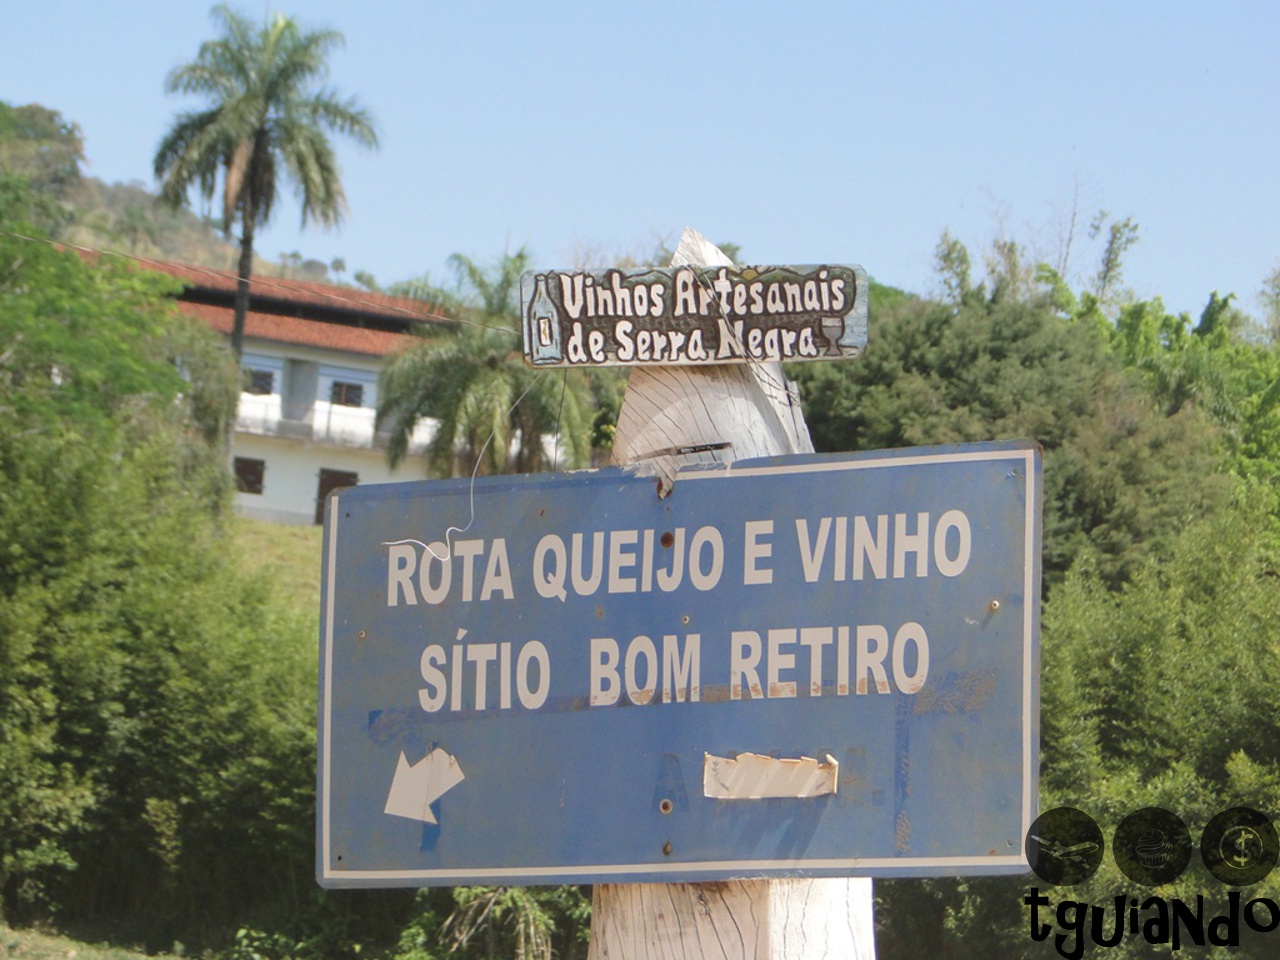 Vinhos Artesanais
de Serra Negra
ROTA QUEIJO E VINHO
SÍTIO BOM RETIRO
tguiando